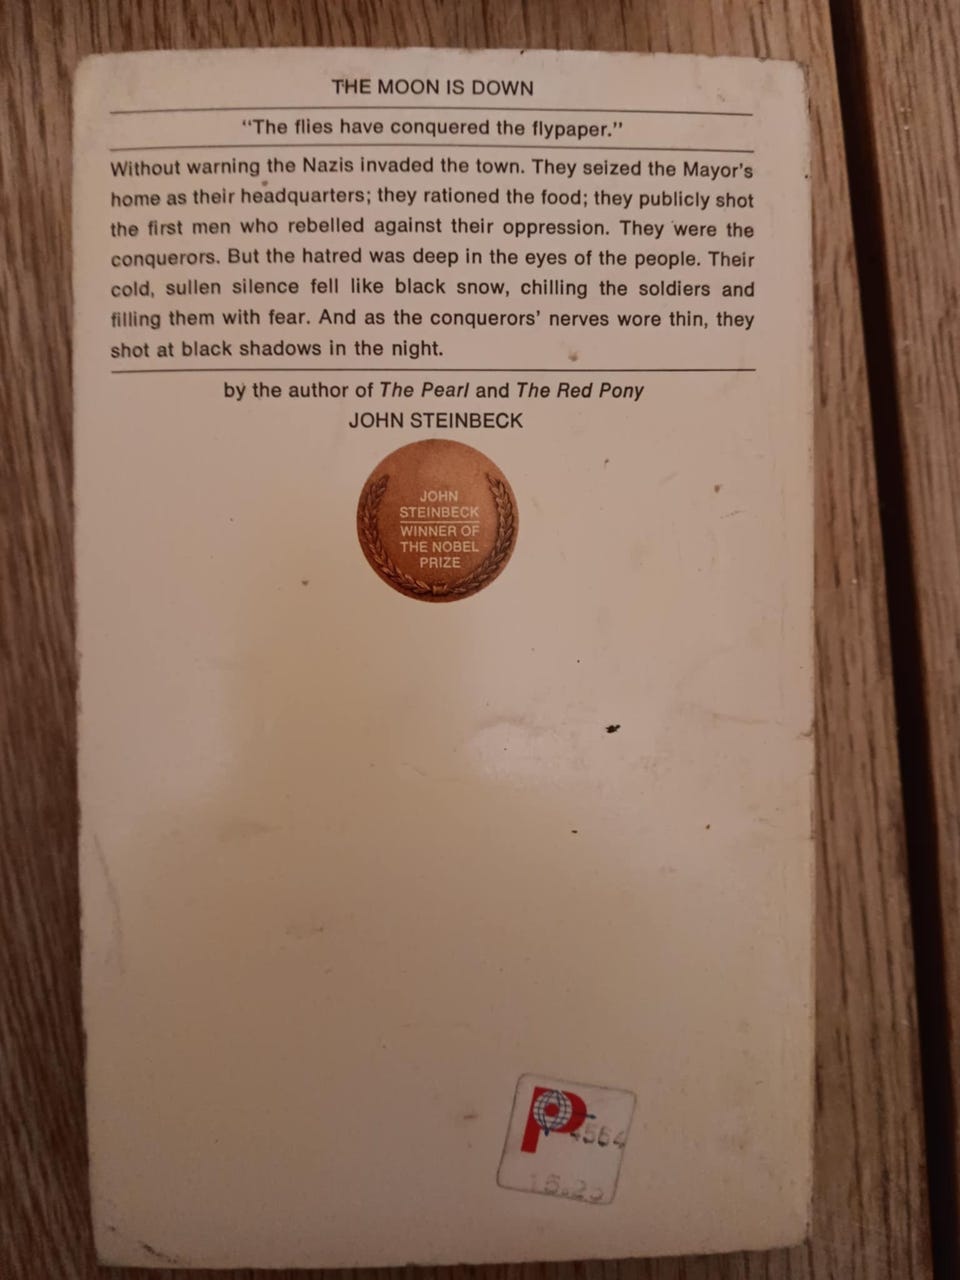 THE MOON IS DOWN
“The flies have conquered the flypaper.”
Without warning the Nazis invaded the town. They seized the Mayor’s
home as their headquarters; they rationed the food; they publicly shot
the first men who rebelled against their oppression. They were the
conquerors. But the hatred was deep in the eyes of the people. Their
cold, sullen silence fell like black snow, chilling the soldiers and
filling them with fear. And as the conquerors’ nerves wore thin, they
shot at black shadows in the night.
by the author of The Pearl and The Red Pony
JOHN STEINBECK
JOHN
STEINBECK
WINNER OF
THE NOBEL
PRIZE
P